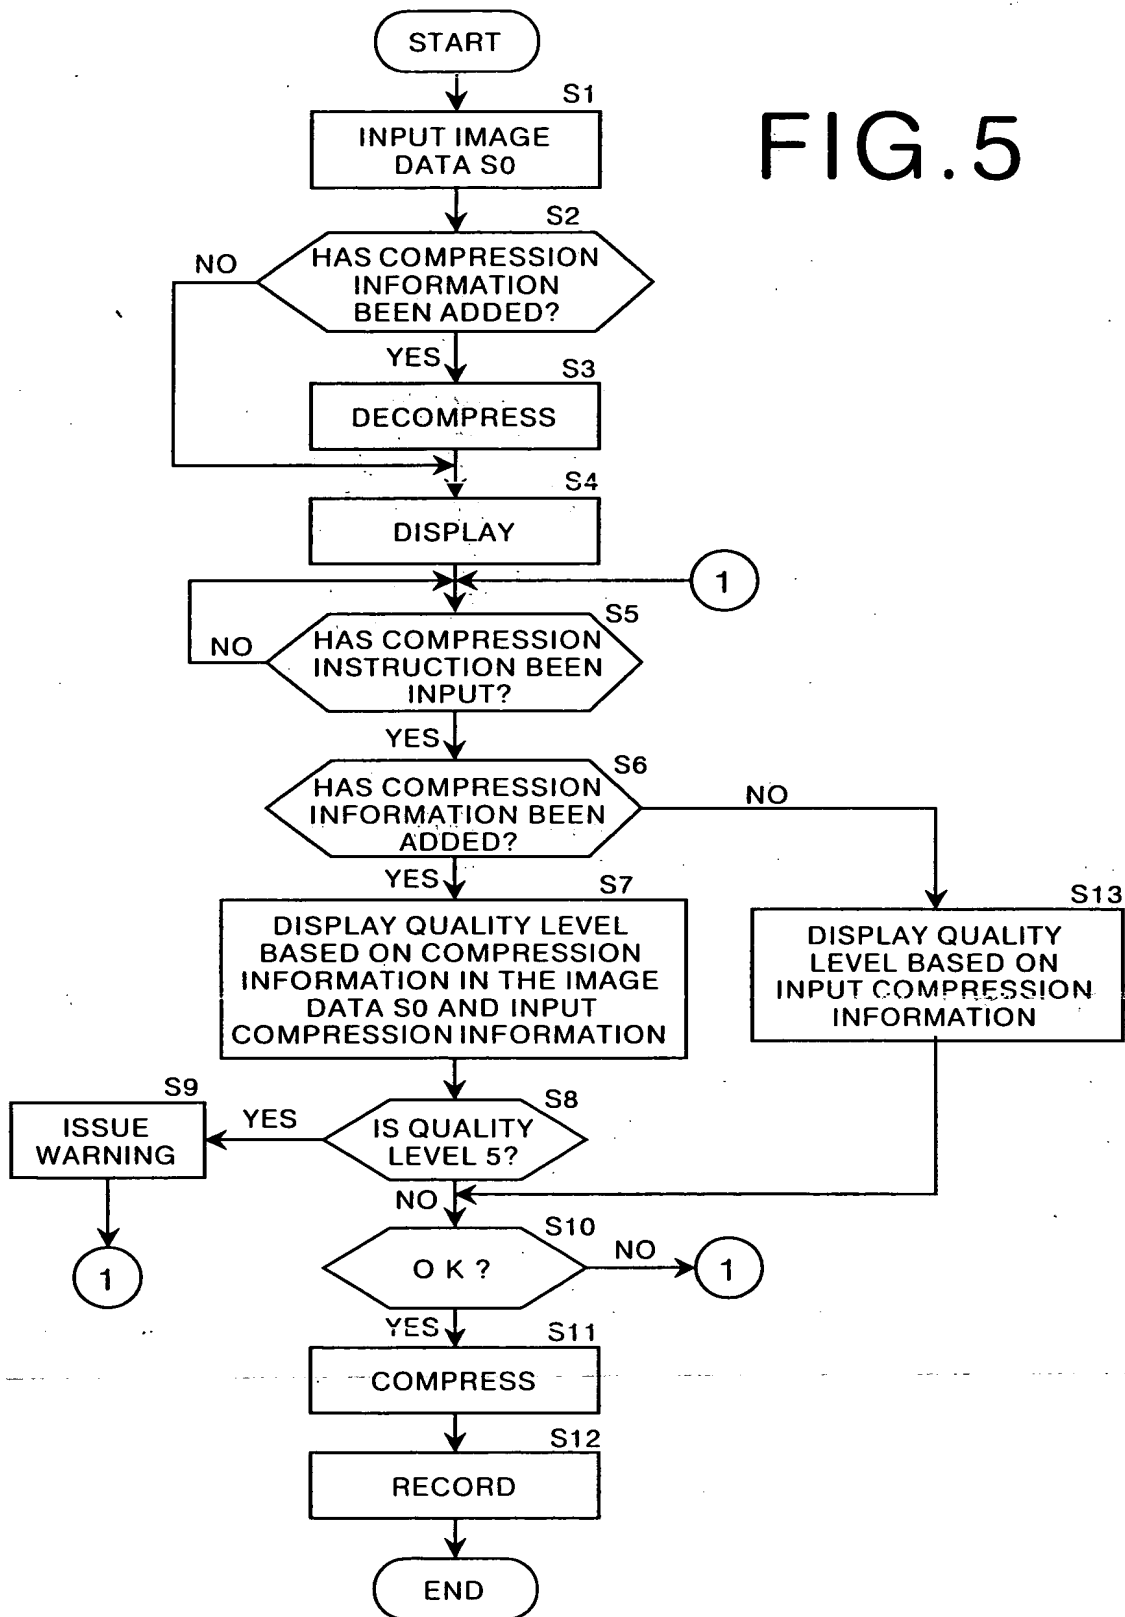 START
FIG.5
S1
INPUT IMAGE
DATA S0
S2
HAS COMPRESSION
INFORMATION
BEEN ADDED?
NO
YES
S3
DECOMPRESS
S4
DISPLAY
1
S5
HAS COMPRESSION
INSTRUCTION BEEN
INPUT?
NO
YES
S6
HAS COMPRESSION
INFORMATION BEEN
ADDED?
NO
YES
S7
DISPLAY QUALITY LEVEL
BASED ON COMPRESSION
INFORMATION IN THE IMAGE
DATA S0 AND INPUT
COMPRESSION INFORMATION
S13
DISPLAY QUALITY
LEVEL BASED ON
INPUT COMPRESSION
INFORMATION
S8
IS QUALITY
LEVEL 5?
YES
S9
ISSUE
WARNING
1
NO
S10
O K ?
NO
1
YES
S11
COMPRESS
S12
RECORD
END